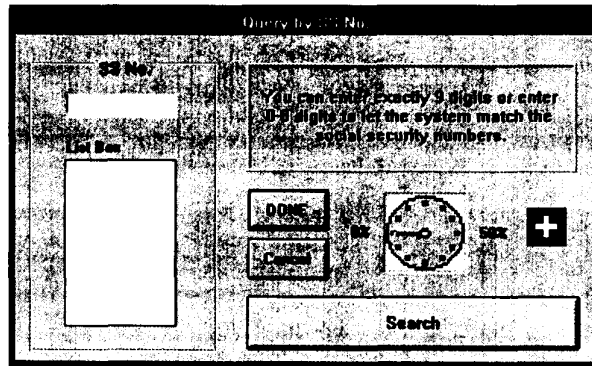 Query by SS No.
SS No.
You can enter exactly 9 digits or enter
0-8 digits to let the system match the
social security numbers.
List Box
DONE
0%
50%
Cancel
Search